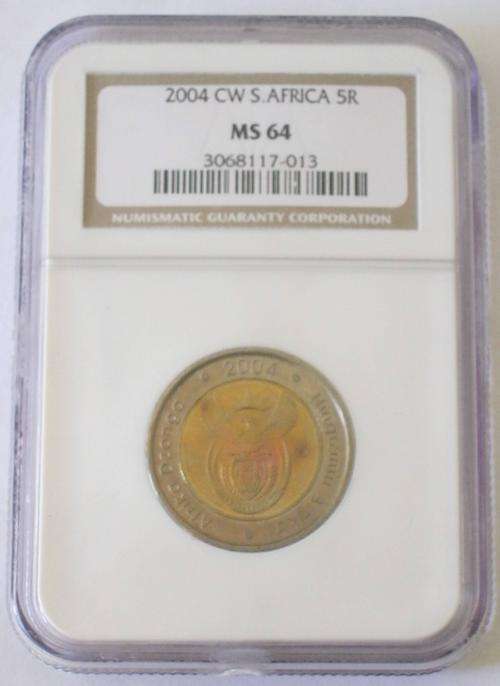 2004 CW S.AFRICA 5R
MS 64
3068117-013
NUMISMATIC GUARANTY CORPORATION
2004